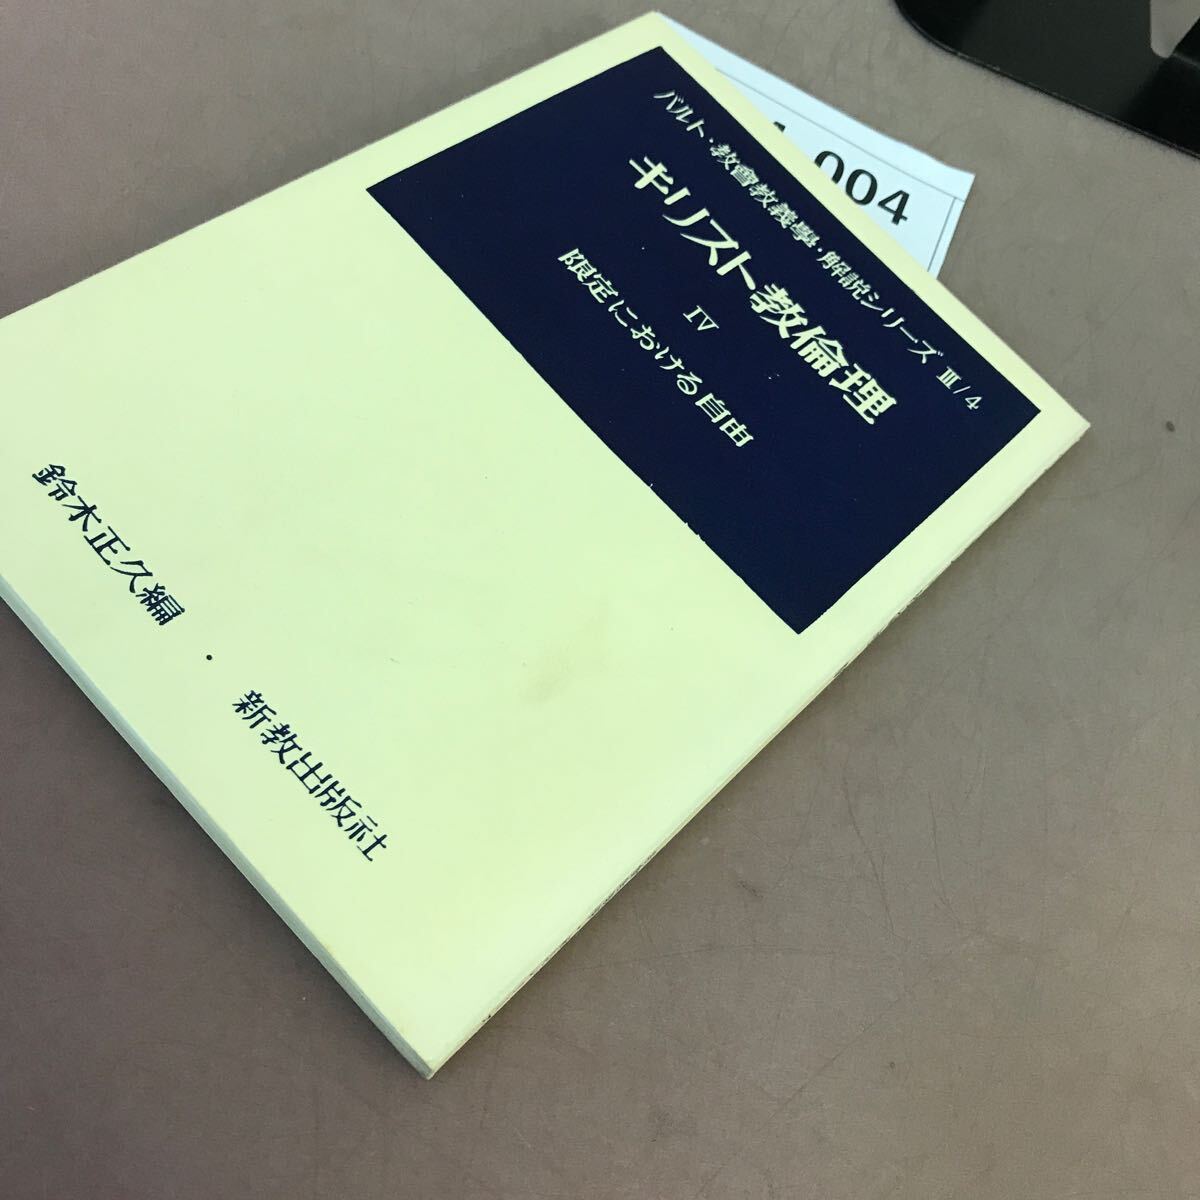 004
バルト・教會教義學・解説シリーズ III/4
キリスト教倫理
IV
限定における自由
鈴木正久編・新教出版社